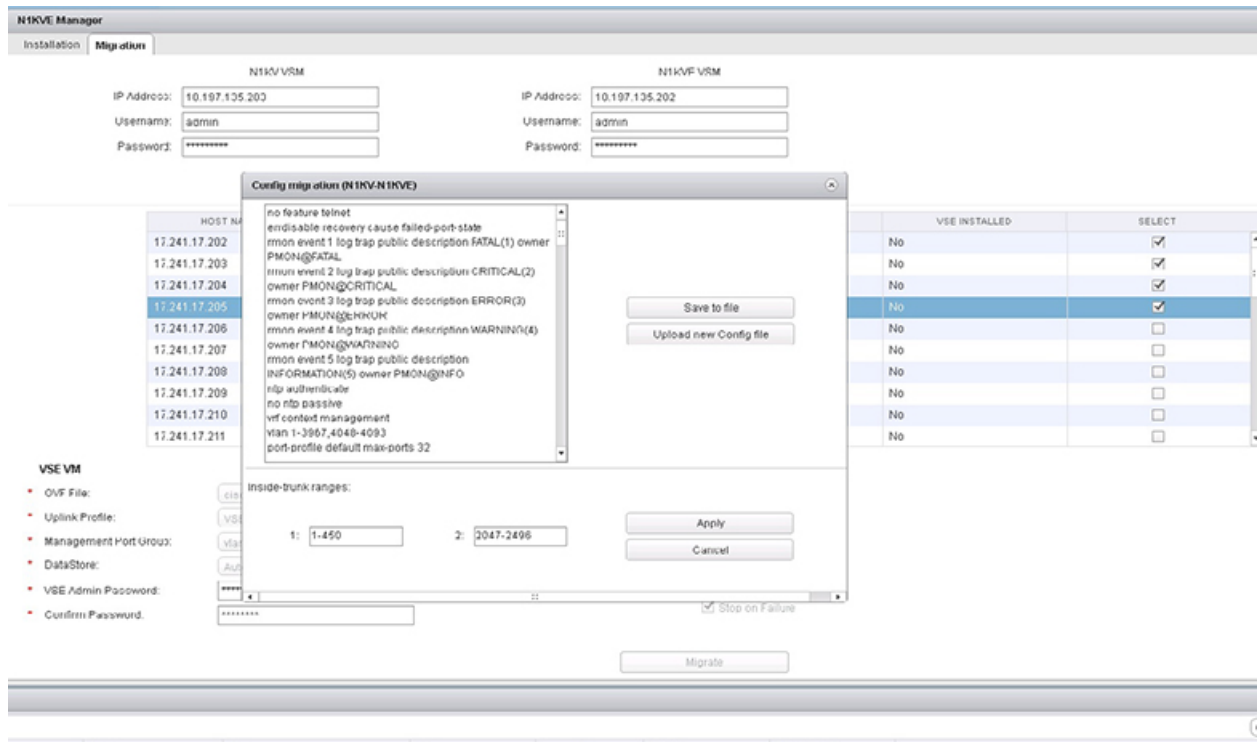 N1KVE Manager
Installation Migration
N1KV VSM N1KVE VSM
IP Address: 10.197.135.203 IP Address: 10.197.135.202
Username: admin Username: admin
Password: ********* Password: *********
Config migration (N1KV-N1KVE)
no feature telnet
errdisable recovery cause failed-port-state
rmon event 1 log trap public description FATAL(1) owner
PMON@FATAL
rmon event 2 log trap public description CRITICAL(2)
owner PMON@CRITICAL
rmon event 3 log trap public description ERROR(3)
owner PMON@ERROR
rmon event 4 log trap public description WARNING(4)
owner PMON@WARNING
rmon event 5 log trap public description
INFORMATION(5) owner PMON@INFO
ntp authenticate
no ntp passive
vrf context management
vlan 1-3967,4048-4093
port-profile default max-ports 32
Save to file
Upload new Config file
Inside-trunk ranges:
1: 1-450 2: 2047-2496
Apply
Cancel
HOST NA VSE INSTALLED SELECT
17.241.17.202 No
17.241.17.203 No
17.241.17.204 No
17.241.17.205 No
17.241.17.206 No
17.241.17.207 No
17.241.17.208 No
17.241.17.209 No
17.241.17.210 No
17.241.17.211 No
VSE VM
* OVF File: cisc
* Uplink Profile: VSE
* Management Port Group: vlan
* DataStore: Aut
* VSE Admin Password: ****
* Confirm Password: ********
Stop on Failure
Migrate